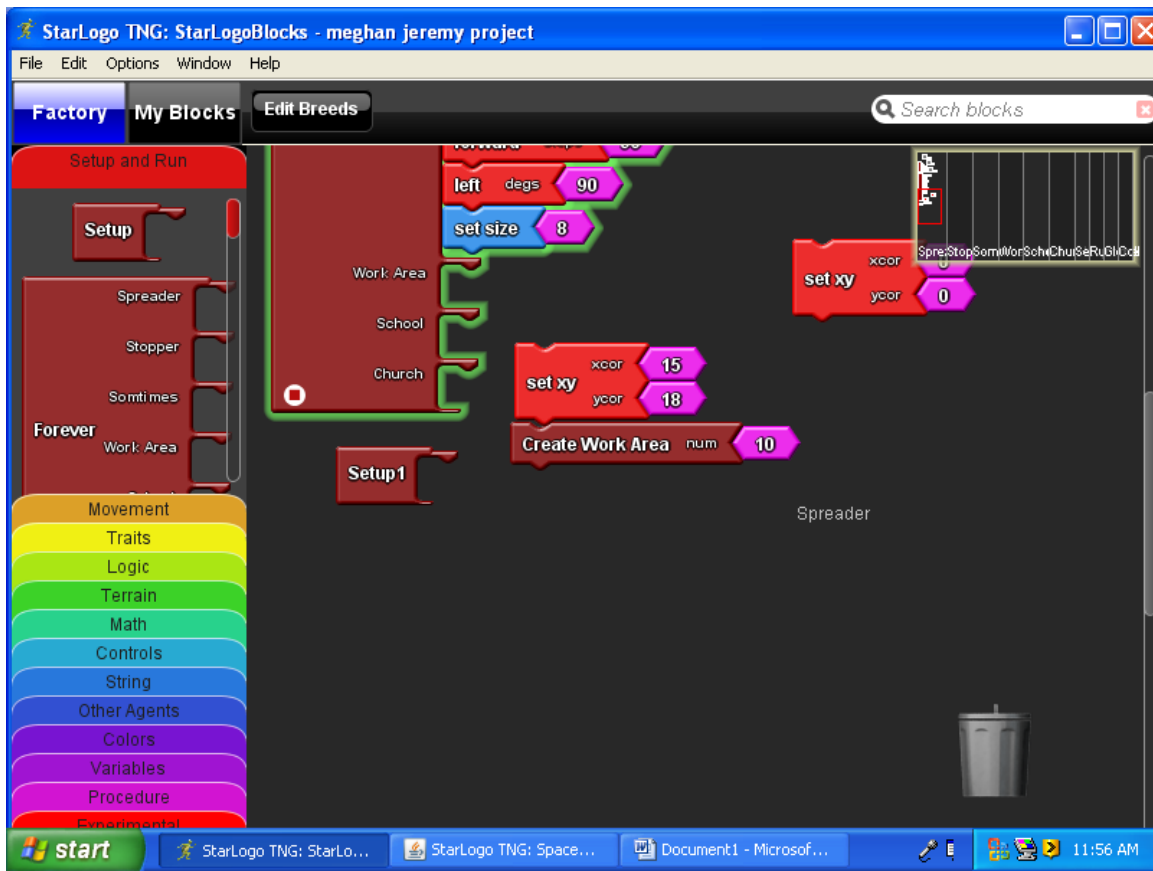 StarLogo TNG: StarLogoBlocks - meghan jeremy project
File Edit Options Window Help
Factory My Blocks Edit Breeds Search blocks
Setup and Run
Setup
Spreader
Stopper
Somtimes
Forever
Work Area
Movement
Traits
Logic
Terrain
Math
Controls
String
Other Agents
Colors
Variables
Procedure
Experimental
forward
left degs 90
set size 8
Work Area
School
Church
Setup1
set xy xcor 15
ycor 18
Create Work Area num 10
set xy xcor
ycor 0
Spreader
start StarLogo TNG: StarLo... StarLogo TNG: Space... Document1 - Microsof... 11:56 AM